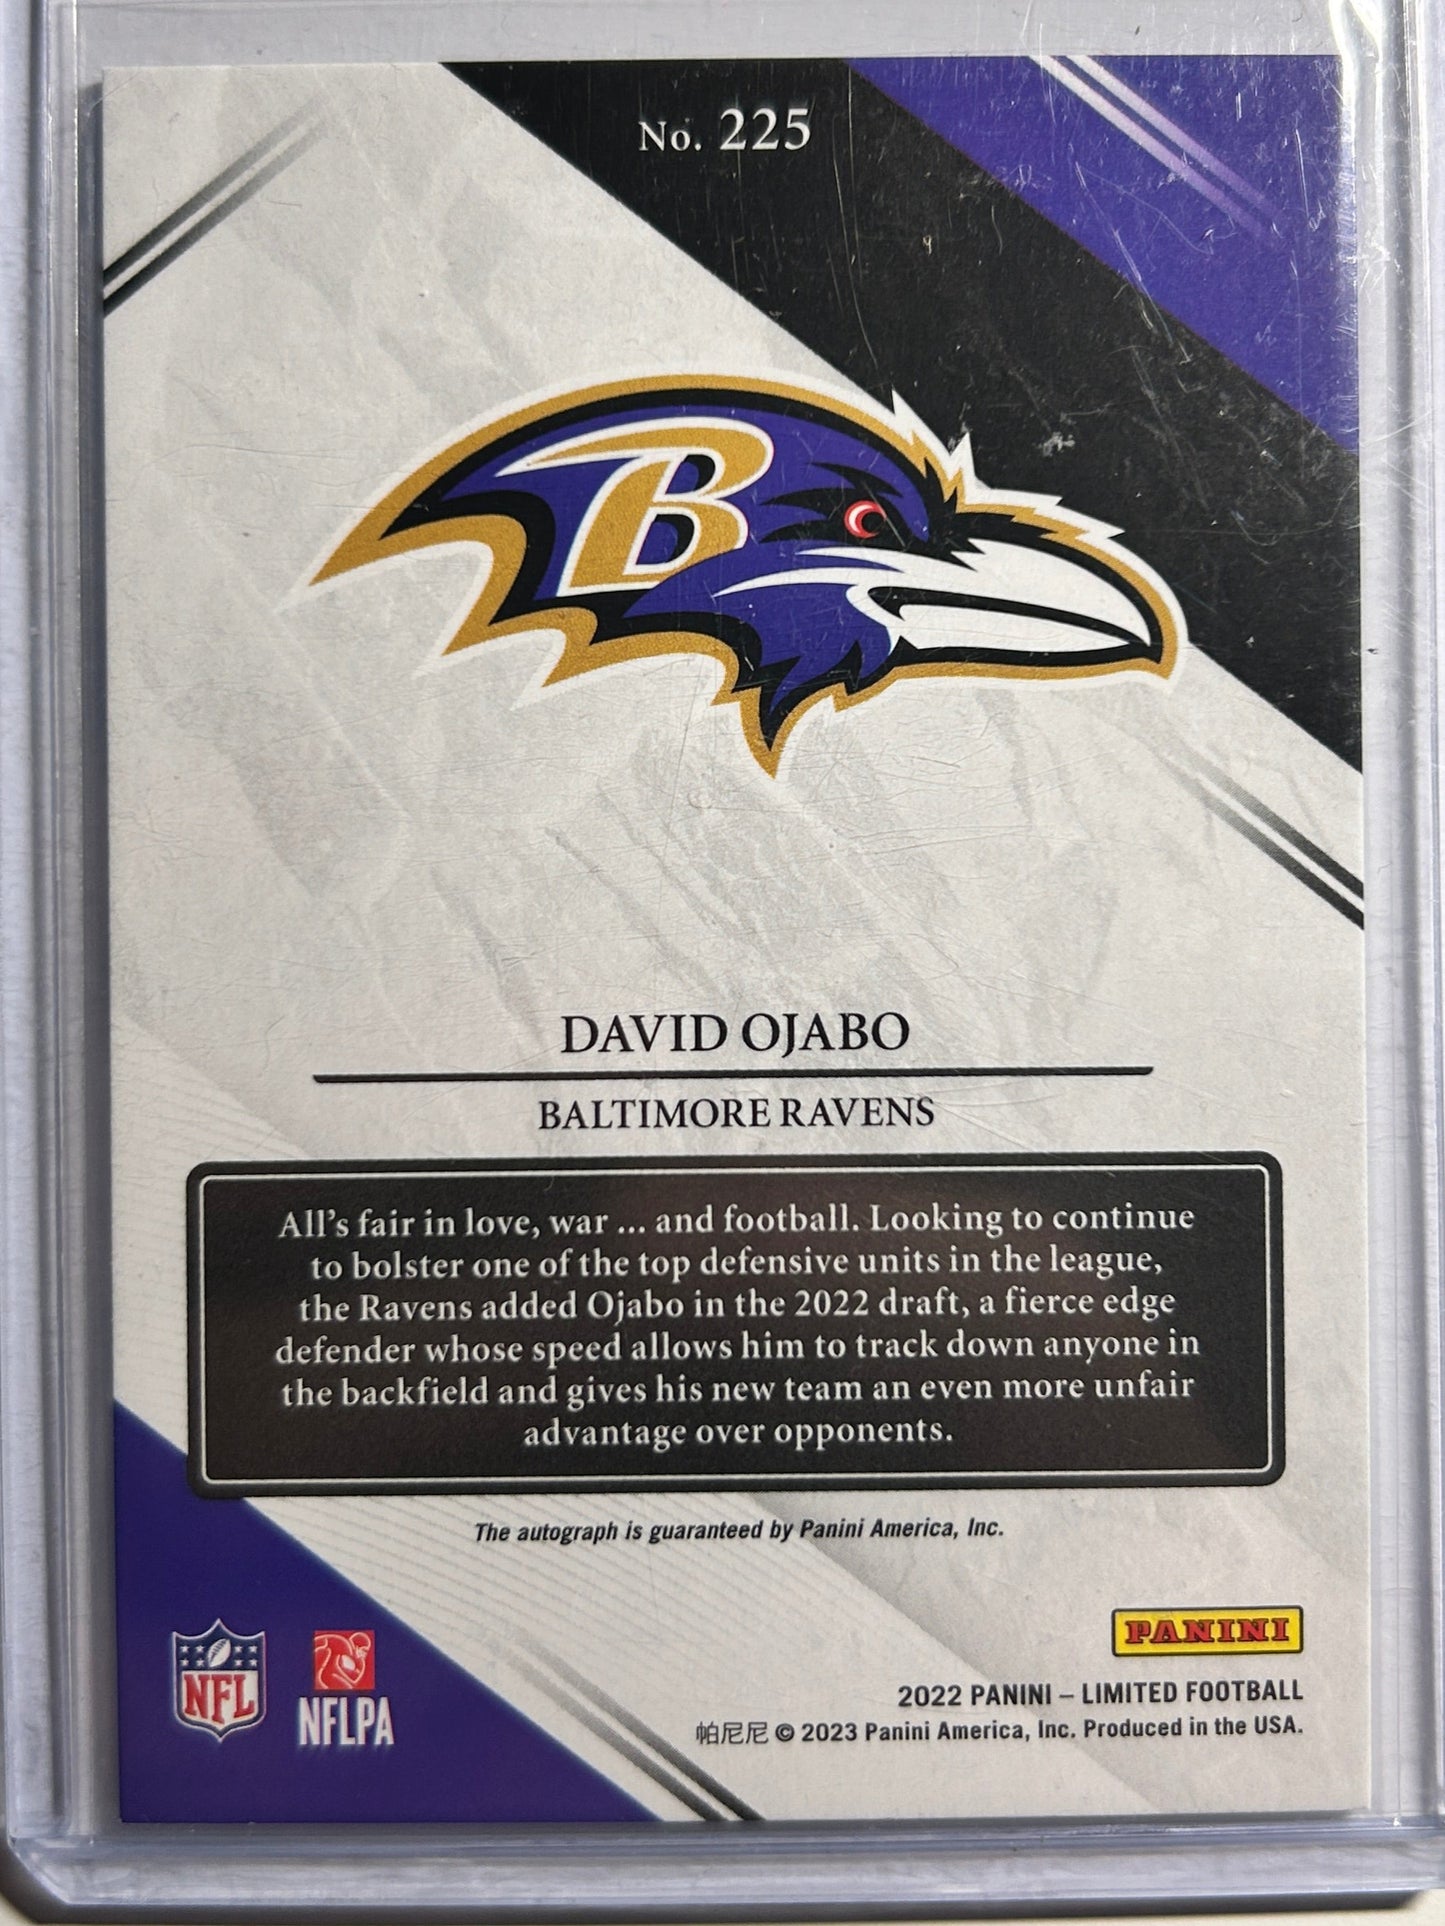 No. 225
B
DAVID OJABO
BALTIMORE RAVENS
All's fair in love, war ... and football. Looking to continue
to bolster one of the top defensive units in the league,
the Ravens added Ojabo in the 2022 draft, a fierce edge
defender whose speed allows him to track down anyone in
the backfield and gives his new team an even more unfair
advantage over opponents.
The autograph is guaranteed by Panini America, Inc.
PANINI
NFL
NFLPA
2022 PANINI – LIMITED FOOTBALL
帕尼尼 © 2023 Panini America, Inc. Produced in the USA.